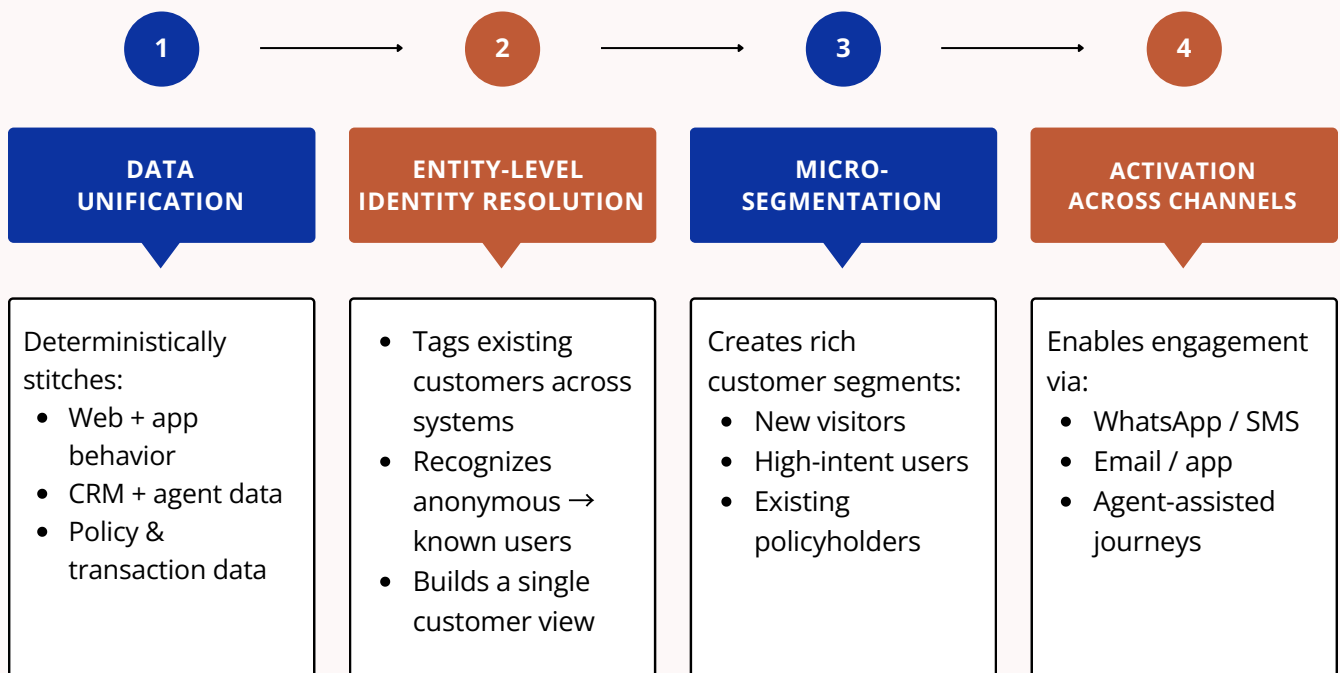 1
2
3
4
DATA
UNIFICATION
ENTITY-LEVEL
IDENTITY RESOLUTION
MICRO-
SEGMENTATION
ACTIVATION
ACROSS CHANNELS
Deterministically
stitches:
• Web + app
behavior
• CRM + agent data
• Policy &
transaction data
• Tags existing
customers across
systems
• Recognizes
anonymous →
known users
• Builds a single
customer view
Creates rich
customer segments:
• New visitors
• High-intent users
• Existing
policyholders
Enables engagement
via:
• WhatsApp / SMS
• Email / app
• Agent-assisted
journeys